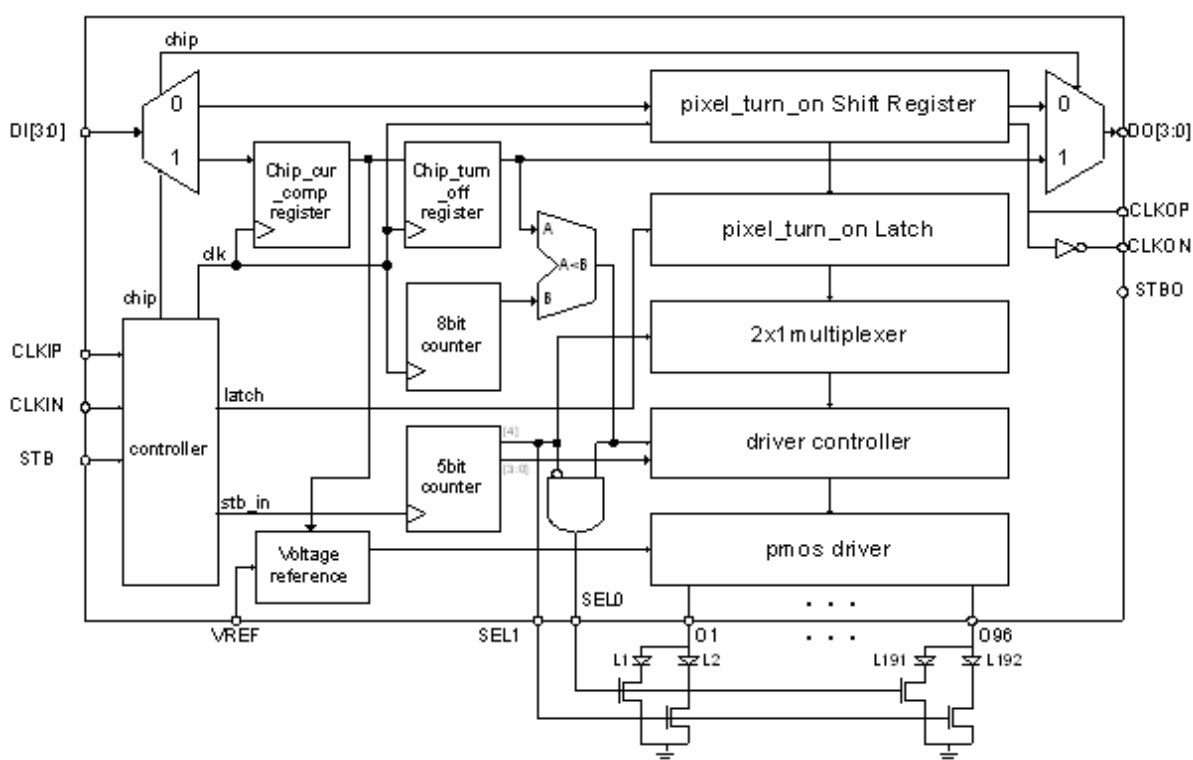 chip
0
pixel_turn_on Shift Register
0
DI[3:0]
DO[3:0]
1
Chip_cur
_comp
register
Chip_turn
_off
register
1
pixel_turn_on Latch
CLKOP
A
A<B
B
CLKON
clk
STBO
chip
8bit
counter
2x1multiplexer
CLKIP
latch
CLKIN
controller
[4]
driver controller
STB
5bit
counter
[3:0]
stb_in
Voltage
reference
pmos driver
SEL0
. . .
VREF
SEL1
O1
. . .
O96
L1
L2
L191
L192